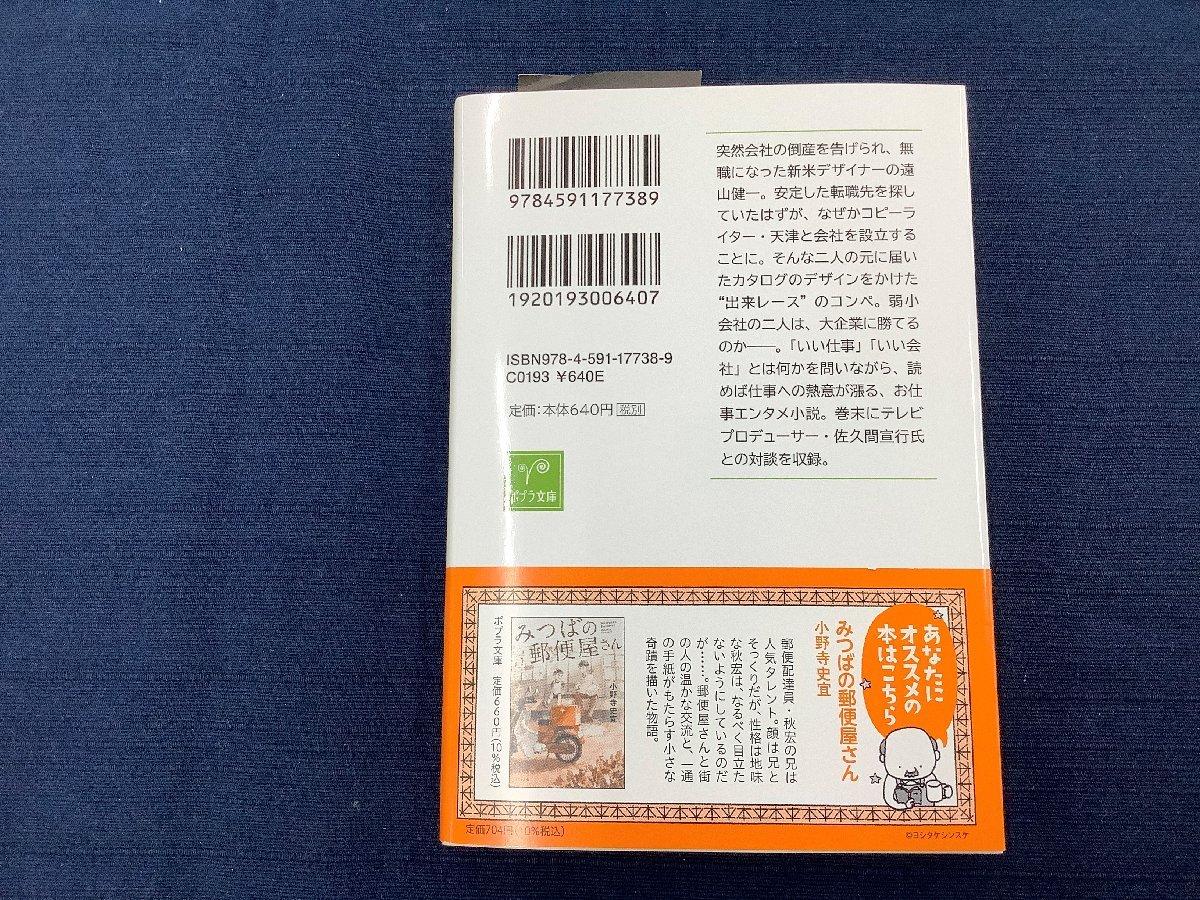 9784591177389
1920193006407
ISBN978-4-591-17738-9
C0193 ¥640E
定価:本体640円 税別
ポプラ文庫
突然会社の倒産を告げられ、無
職になった新米デザイナーの遠
山健一。安定した転職先を探し
ていたはずが、なぜかコピーラ
イター・天津と会社を設立する
ことに。そんな二人の元に届い
たカタログのデザインをかけた
“出来レース”のコンペ。弱小
会社の二人は、大企業に勝てる
のか――。「いい仕事」「いい会
社」とは何かを問いながら、読
めば仕事への熱意が漲る、お仕
事エンタメ小説。巻末にテレビ
プロデューサー・佐久間宣行氏
との対談を収録。
あなたに
オススメの
本はこちら
みつばの郵便屋さん
小野寺史宜
郵便配達員・秋宏の兄は
人気タレント。顔は兄と
そっくりだが、性格は地味
な秋宏は、なるべく目立た
ないようにしているのだ
が……。郵便屋さんと街
の人の温かな交流と、一通
の手紙がもたらす小さな
奇蹟を描いた物語。
みつばの
郵便屋さん
小野寺史宜
ポプラ文庫 定価660円(10%税込)
定価704円(10%税込)
©ヨシタケシンスケ